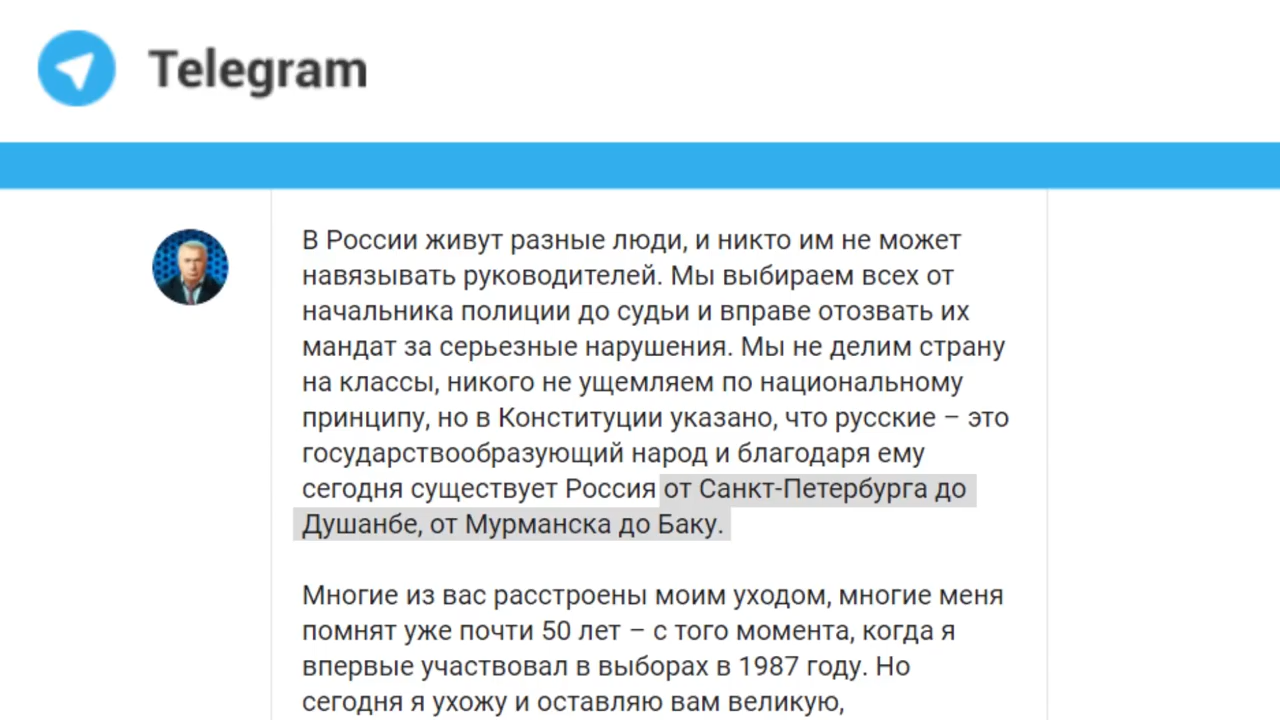 Telegram
В России живут разные люди, и никто им не может
навязывать руководителей. Мы выбираем всех от
начальника полиции до судьи и вправе отозвать их
мандат за серьезные нарушения. Мы не делим страну
на классы, никого не ущемляем по национальному
принципу, но в Конституции указано, что русские – это
государствообразующий народ и благодаря ему
сегодня существует Россия от Санкт-Петербурга до
Душанбе, от Мурманска до Баку.
Многие из вас расстроены моим уходом, многие меня
помнят уже почти 50 лет – с того момента, когда я
впервые участвовал в выборах в 1987 году. Но
сегодня я ухожу и оставляю вам великую,